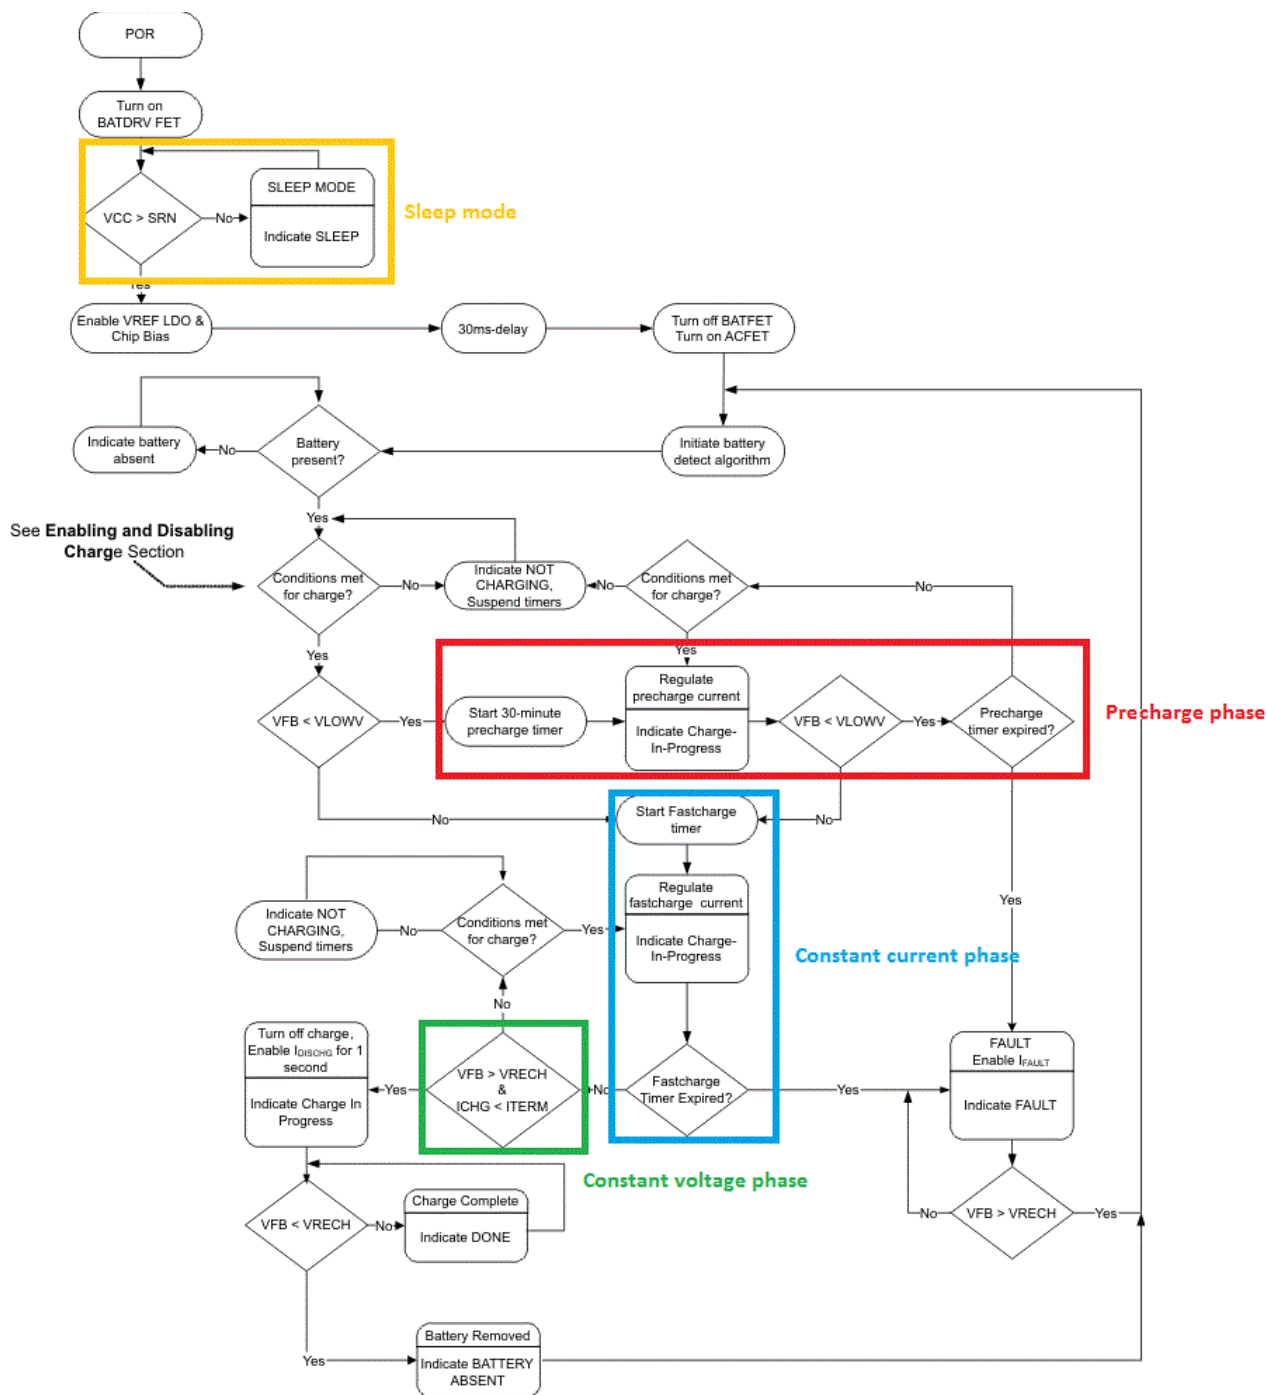 POR
Turn on
BATDRV FET
VCC > SRN
No
SLEEP MODE
Indicate SLEEP
Sleep mode
Yes
Enable VREF LDO &
Chip Bias
30ms-delay
Turn off BATFET
Turn on ACFET
Indicate battery
absent
No
Battery
present?
Initiate battery
detect algorithm
Yes
See Enabling and Disabling
Charge Section
Conditions met
for charge?
No
Indicate NOT
CHARGING,
Suspend timers
No
Conditions met
for charge?
No
Yes
Yes
VFB < VLOWV
Yes
Start 30-minute
precharge timer
Regulate
precharge current
Indicate Charge-
In-Progress
VFB < VLOWV
Yes
Precharge
timer expired?
Precharge phase
No
Start Fastcharge
timer
No
Indicate NOT
CHARGING,
Suspend timers
No
Conditions met
for charge?
Yes
Regulate
fastcharge current
Indicate Charge-
In-Progress
Constant current phase
Yes
No
Turn off charge,
Enable IDISCHG for 1
second
Indicate Charge In
Progress
Yes
VFB > VRECH
&
ICHG < ITERM
No
Fastcharge
Timer Expired?
Yes
FAULT
Enable IFAULT
Indicate FAULT
Constant voltage phase
VFB < VRECH
No
Charge Complete
Indicate DONE
No
VFB > VRECH
Yes
Yes
Battery Removed
Indicate BATTERY
ABSENT